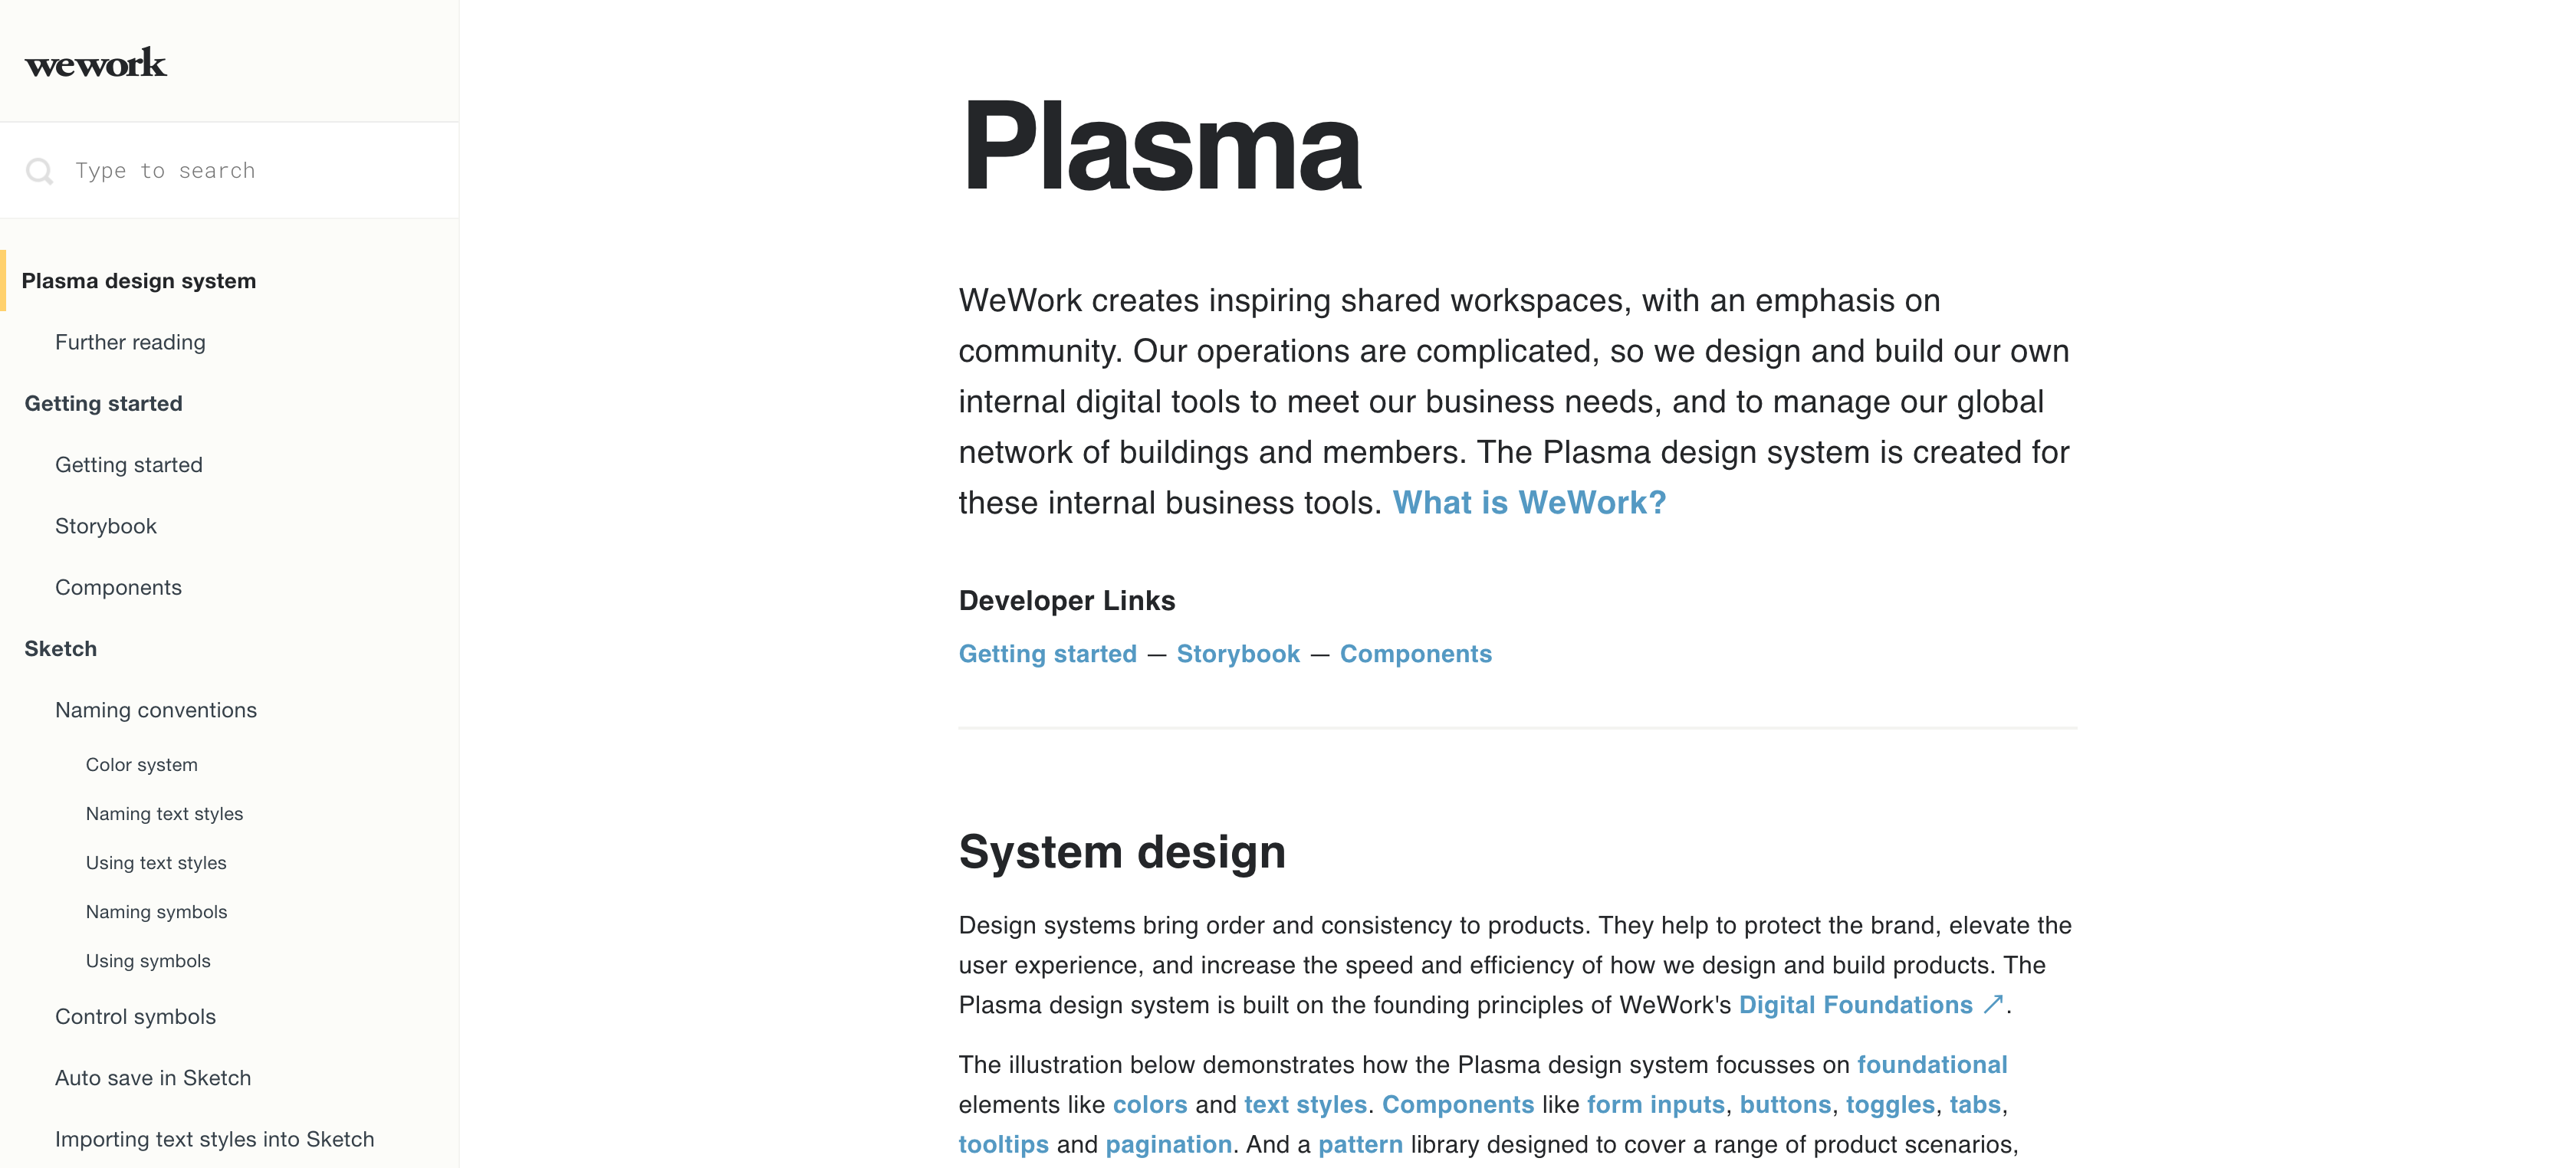 wework
Type to search
Plasma design system
Further reading
Getting started
Getting started
Storybook
Components
Sketch
Naming conventions
Color system
Naming text styles
Using text styles
Naming symbols
Using symbols
Control symbols
Auto save in Sketch
Importing text styles into Sketch
Plasma
WeWork creates inspiring shared workspaces, with an emphasis on
community. Our operations are complicated, so we design and build our own
internal digital tools to meet our business needs, and to manage our global
network of buildings and members. The Plasma design system is created for
these internal business tools. What is WeWork?
Developer Links
Getting started — Storybook — Components
System design
Design systems bring order and consistency to products. They help to protect the brand, elevate the
user experience, and increase the speed and efficiency of how we design and build products. The
Plasma design system is built on the founding principles of WeWork's Digital Foundations ↗.
The illustration below demonstrates how the Plasma design system focusses on foundational
elements like colors and text styles. Components like form inputs, buttons, toggles, tabs,
tooltips and pagination. And a pattern library designed to cover a range of product scenarios,